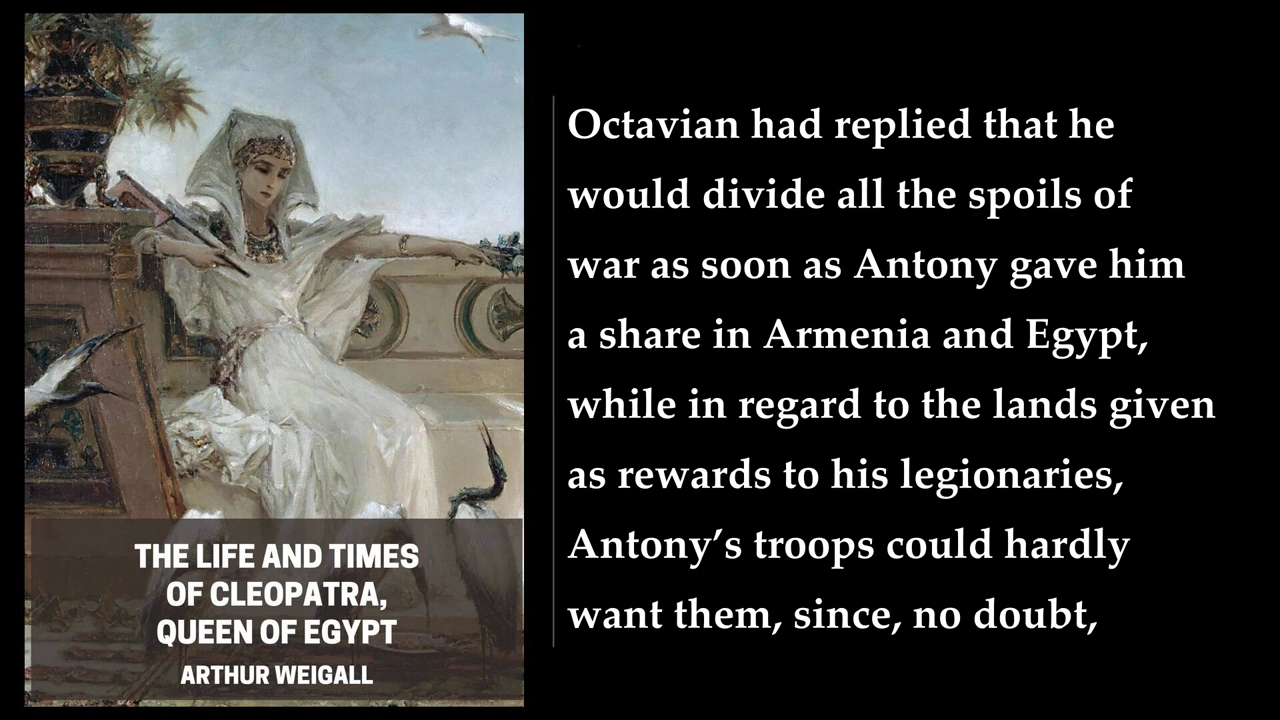 THE LIFE AND TIMES
OF CLEOPATRA,
QUEEN OF EGYPT
ARTHUR WEIGALL
Octavian had replied that he
would divide all the spoils of
war as soon as Antony gave him
a share in Armenia and Egypt,
while in regard to the lands given
as rewards to his legionaries,
Antony’s troops could hardly
want them, since, no doubt,